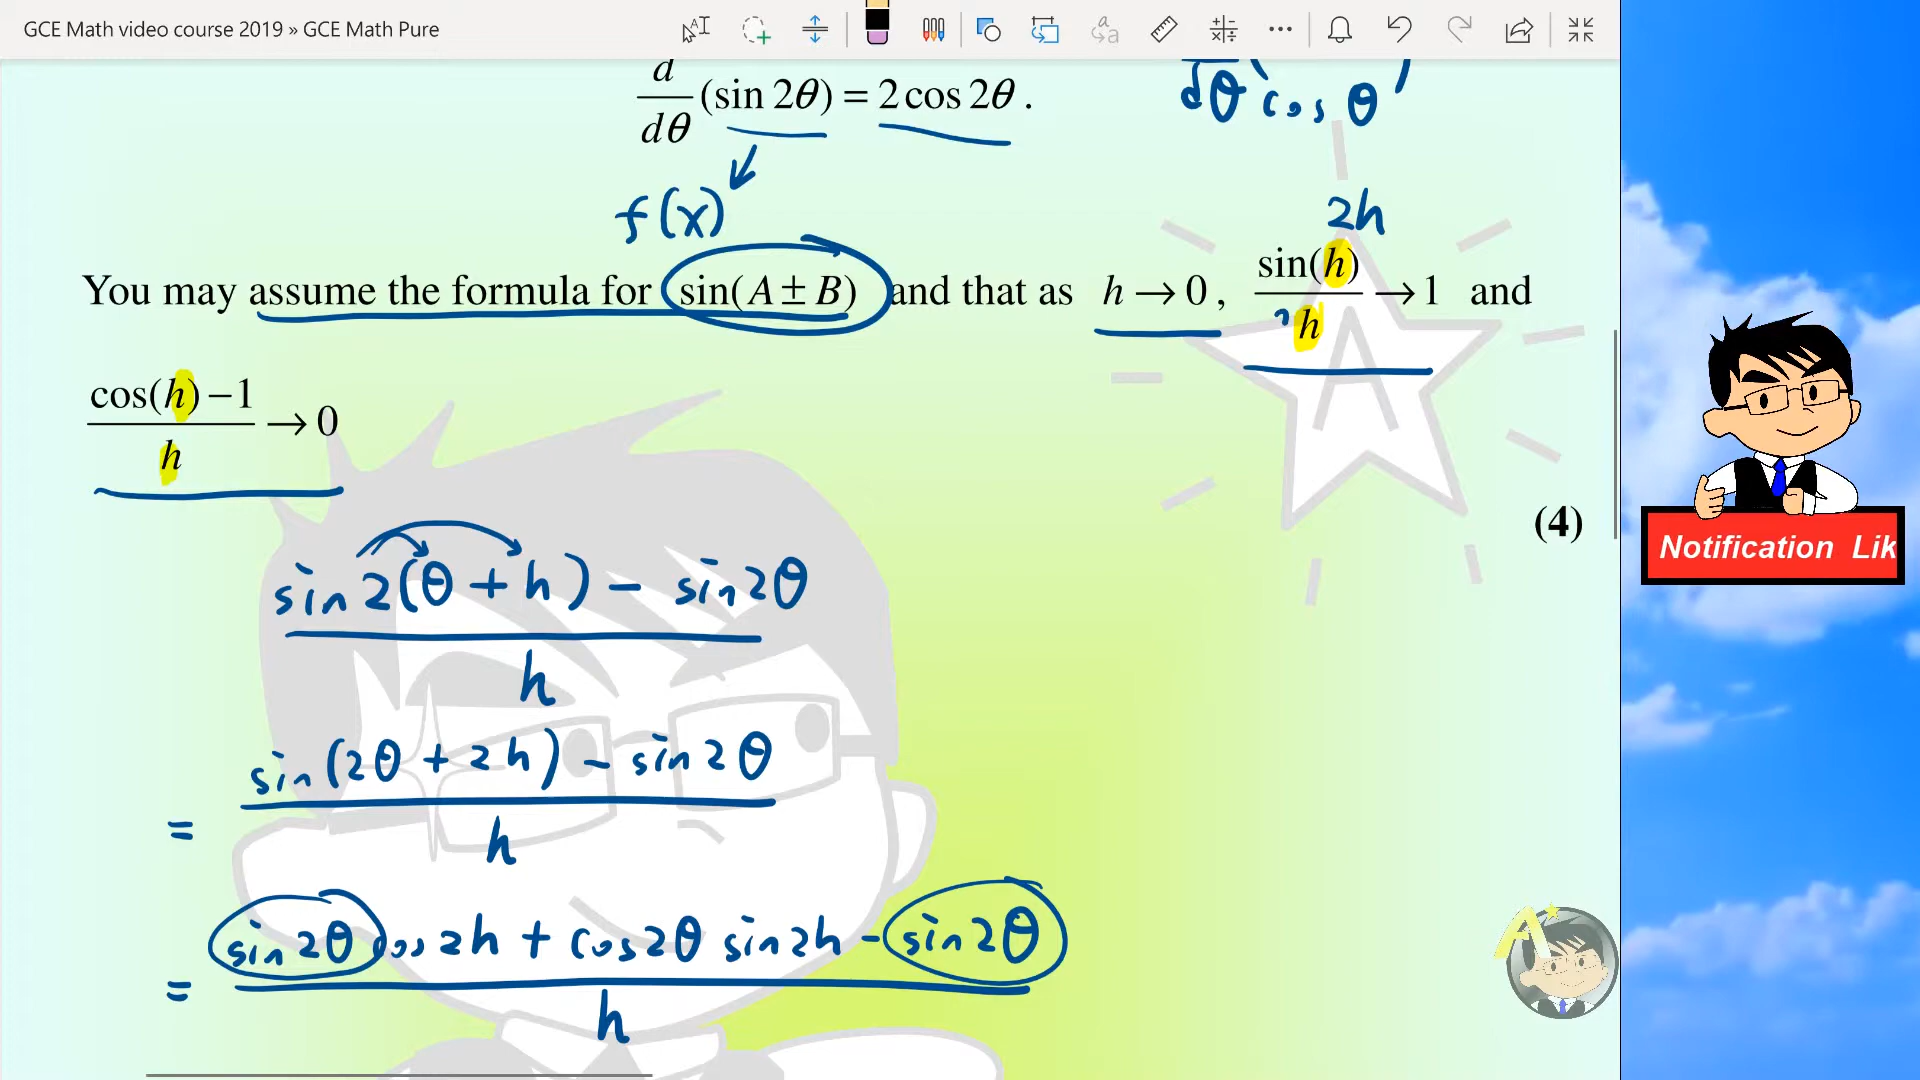 GCE Math video course 2019 » GCE Math Pure
d/dθ (sin 2θ) = 2 cos 2θ .
dθ cos θ
f(x)
2h
You may assume the formula for sin(A ± B) and that as h → 0 , sin(h)/h → 1 and
cos(h) − 1 / h → 0
(4)
Notification Lik
sin 2(θ + h) − sin 2θ
h
sin (2θ + 2h) − sin 2θ
=
h
sin 2θ cos 2h + cos 2θ sin 2h − sin 2θ
=
h
A